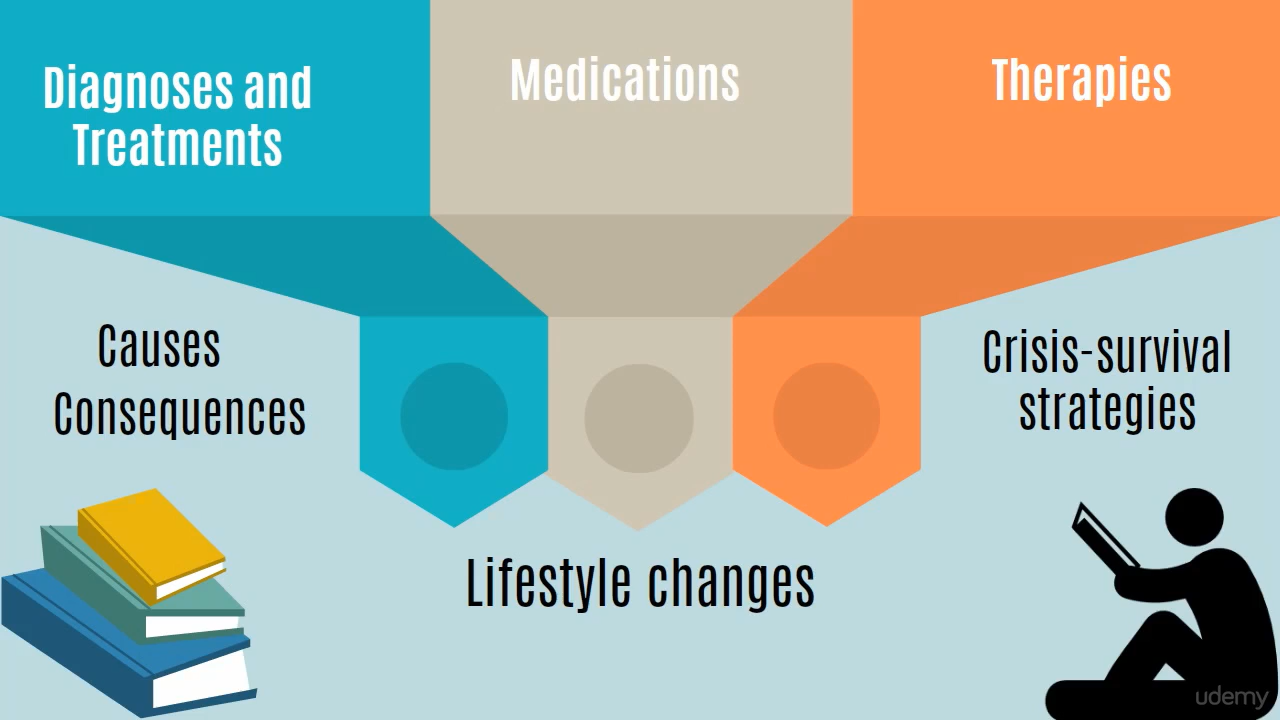 Diagnoses and
Treatments
Medications
Therapies
Causes
Consequences
Crisis-survival
strategies
Lifestyle changes
udemy